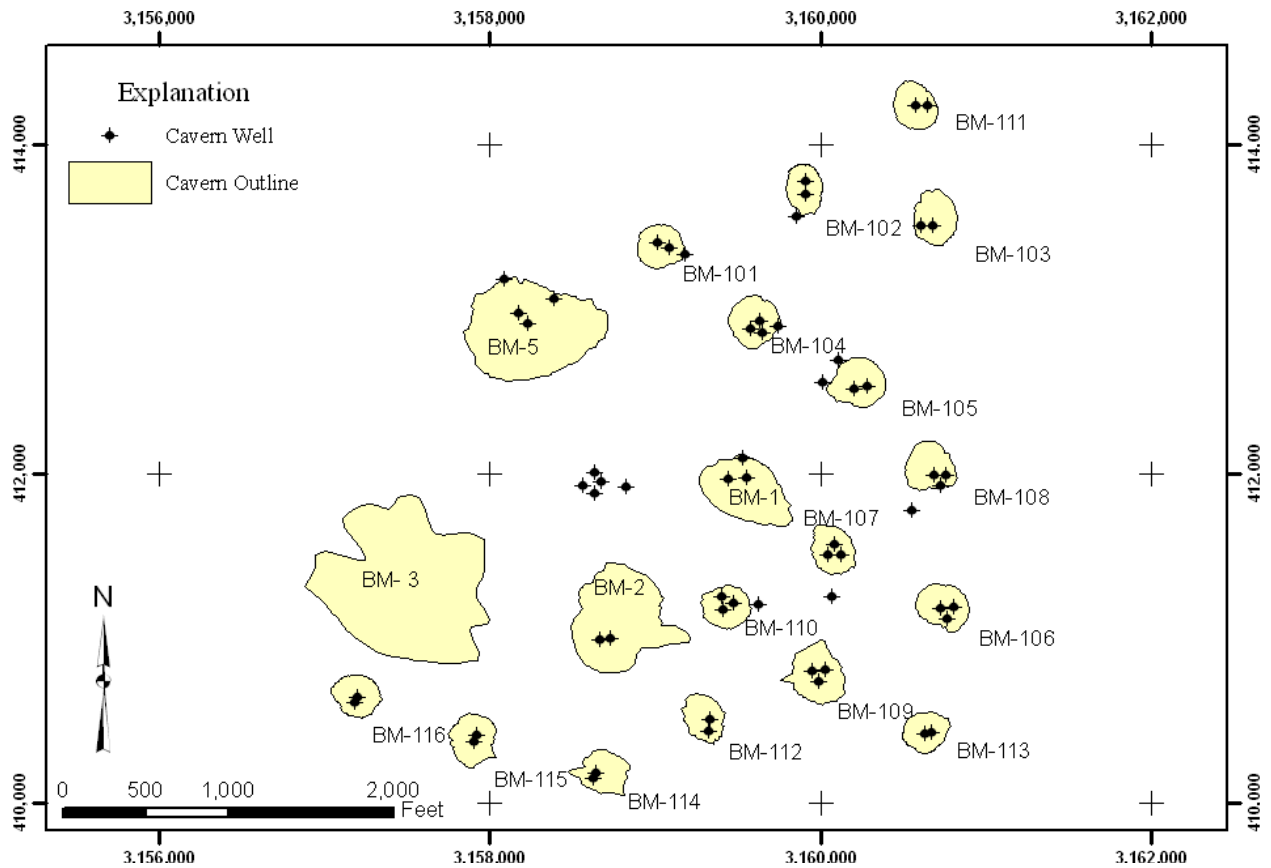 3,156,000 3,158,000 3,160,000 3,162,000
Explanation
Cavern Well
Cavern Outline
414,000 414,000
BM-111
BM-102
BM-103
BM-101
BM-5
BM-104
BM-105
412,000 412,000
BM-1
BM-108
BM-107
BM- 3
BM-2
N
BM-110
BM-106
BM-109
BM-116
BM-112
BM-113
BM-115
BM-114
0 500 1,000 2,000
Feet
410,000 410,000
3,156,000 3,158,000 3,160,000 3,162,000